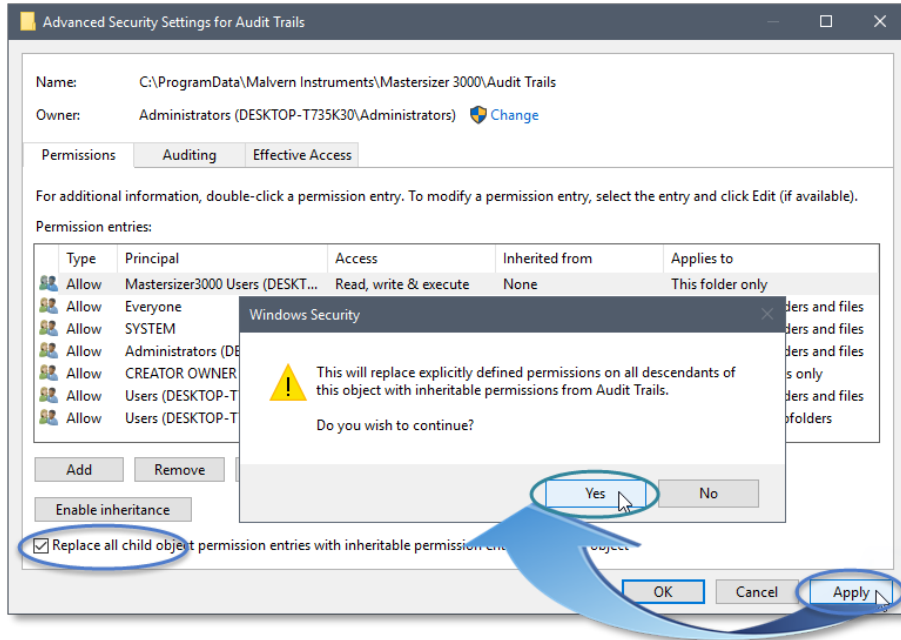 Advanced Security Settings for Audit Trails
Name: C:\ProgramData\Malvern Instruments\Mastersizer 3000\Audit Trails
Owner: Administrators (DESKTOP-T735K30\Administrators) Change
Permissions Auditing Effective Access
For additional information, double-click a permission entry. To modify a permission entry, select the entry and click Edit (if available).
Permission entries:
Type Principal Access Inherited from Applies to
Allow Mastersizer3000 Users (DESKT... Read, write & execute None This folder only
Allow Everyone ders and files
Allow SYSTEM ders and files
Allow Administrators (DE ders and files
Allow CREATOR OWNER s only
Allow Users (DESKTOP-T ders and files
Allow Users (DESKTOP-T ofolders
Windows Security
This will replace explicitly defined permissions on all descendants of
this object with inheritable permissions from Audit Trails.
Do you wish to continue?
Yes No
Add Remove
Enable inheritance
Replace all child object permission entries with inheritable permission object
OK Cancel Apply